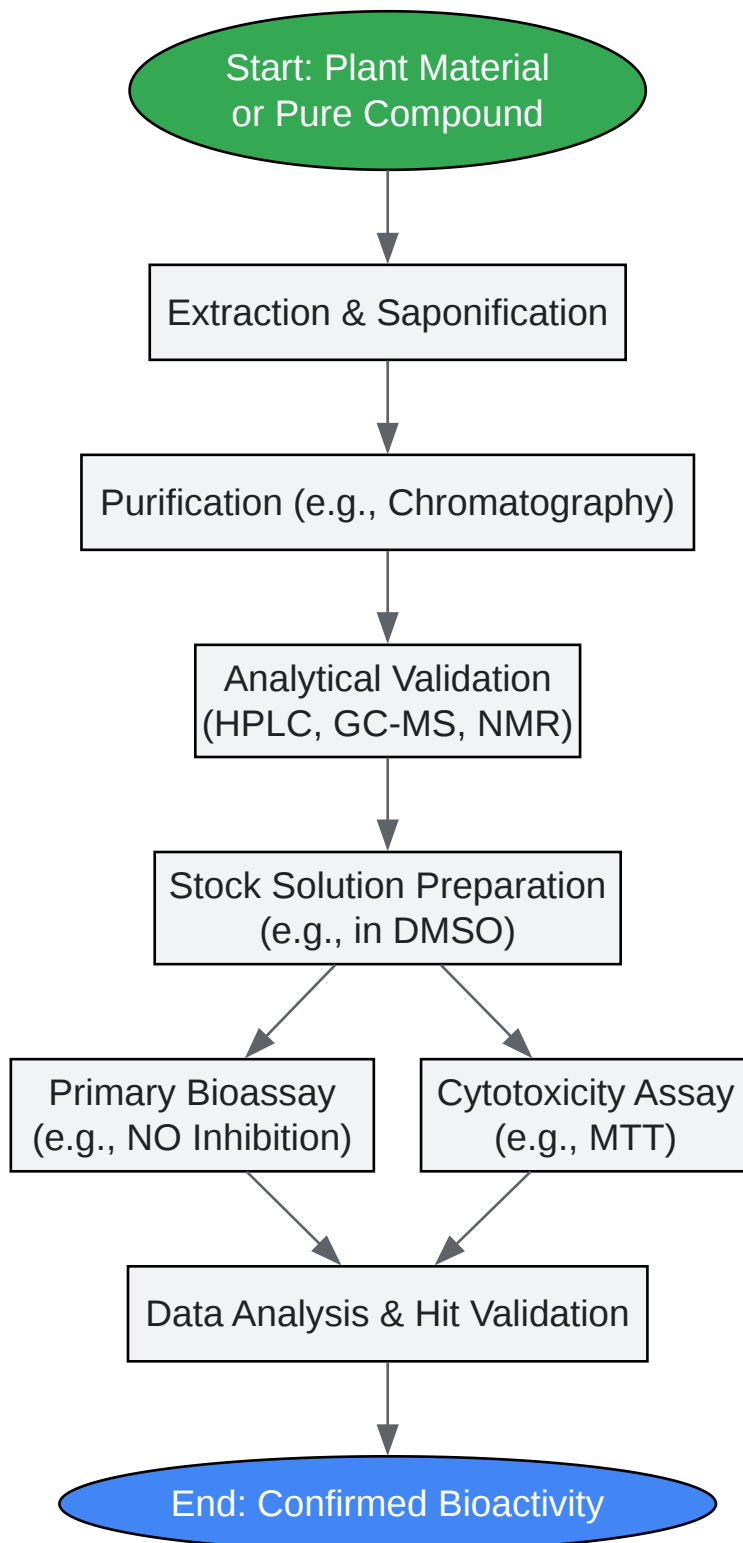 Start: Plant Material
or Pure Compound
Extraction & Saponification
Purification (e.g., Chromatography)
Analytical Validation
(HPLC, GC-MS, NMR)
Stock Solution Preparation
(e.g., in DMSO)
Primary Bioassay
(e.g., NO Inhibition)
Cytotoxicity Assay
(e.g., MTT)
Data Analysis & Hit Validation
End: Confirmed Bioactivity